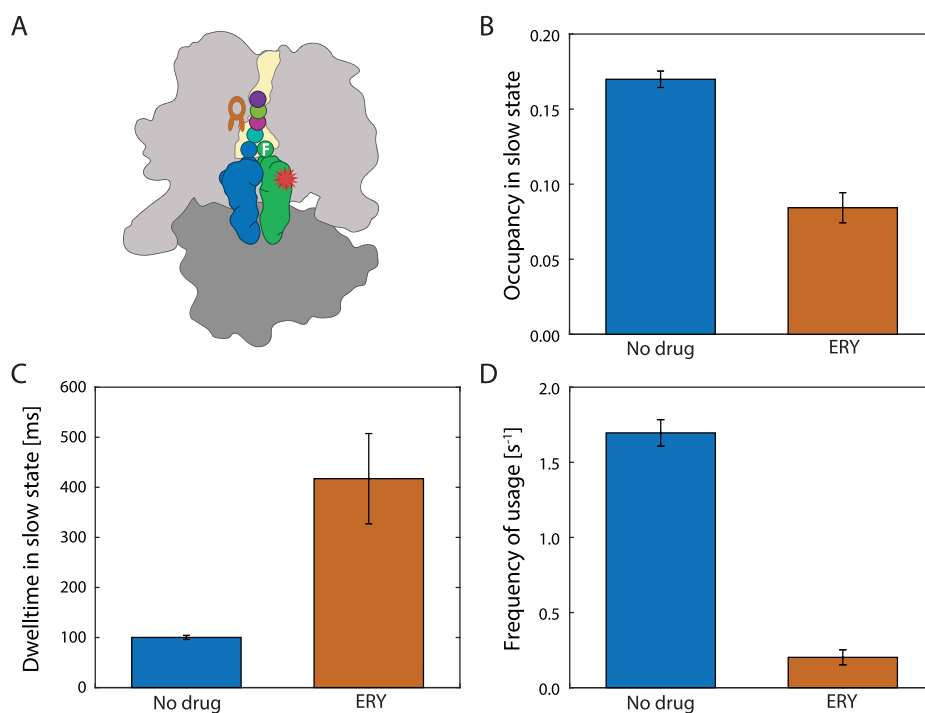 A
F
B
Occupancy in slow state
0.20
0.15
0.10
0.05
0.00
No drug
ERY
C
Dwelltime in slow state [ms]
600
500
400
300
200
100
0
No drug
ERY
D
Frequency of usage [s⁻¹]
2.0
1.5
1.0
0.5
0.0
No drug
ERY